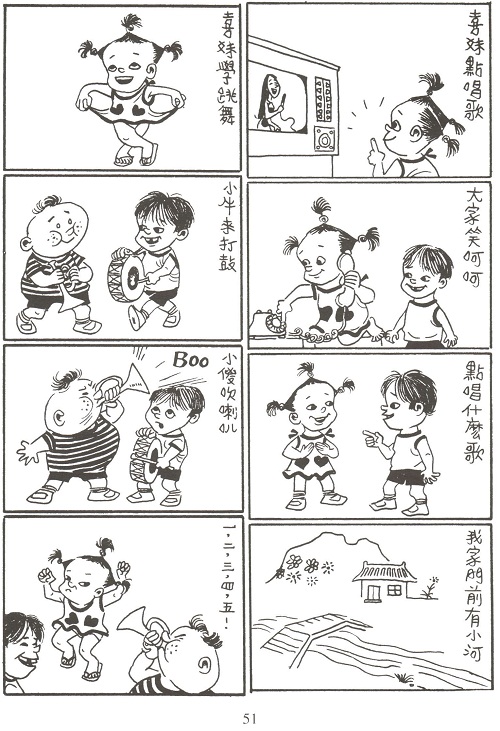 喜妹點唱歌
大家笑呵呵
點唱什麼歌
我家門前有小河
喜妹學跳舞
小牛來打鼓
小傻吹喇叭
BOO
一，二，三，四，五！
51